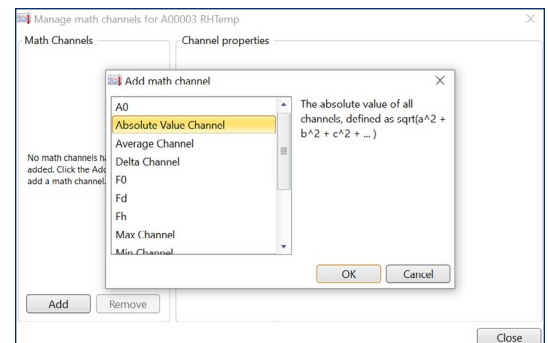 Manage math channels for A00003 RHTemp
Math Channels
Channel properties
Add math channel
A0
Absolute Value Channel
Average Channel
Delta Channel
F0
Fd
Fh
Max Channel
Min Channel
The absolute value of all
channels, defined as sqrt(a^2 +
b^2 + c^2 + ... )
No math channels h
added. Click the Add
add a math channel.
OK
Cancel
Add
Remove
Close